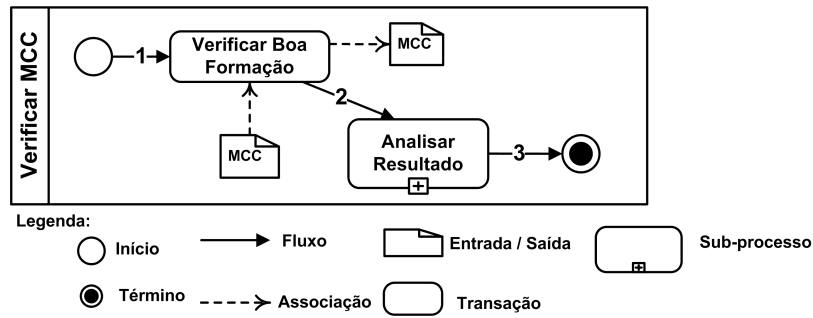 Verificar MCC
1
Verificar Boa
Formação
MCC
2
MCC
Analisar
Resultado
3
Legenda:
Início
Fluxo
Entrada / Saída
Sub-processo
Término
Associação
Transação